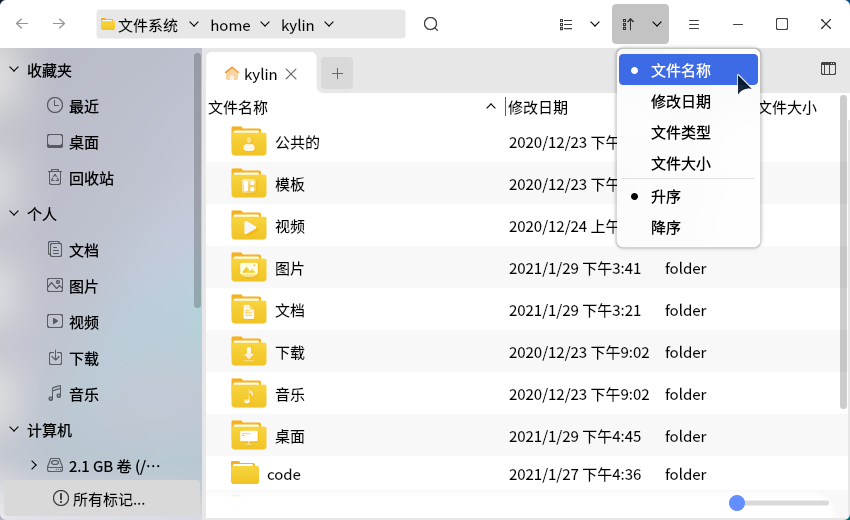 文件系统 home kylin
收藏夹
最近
桌面
回收站
个人
文档
图片
视频
下载
音乐
计算机
2.1 GB 卷 (/⋯
所有标记...
kylin
文件名称 修改日期 文件大小
公共的 2020/12/23 下午
模板 2020/12/23 下午
视频 2020/12/24 上午
图片 2021/1/29 下午3:41 folder
文档 2021/1/29 下午3:21 folder
下载 2020/12/23 下午9:02 folder
音乐 2020/12/23 下午9:02 folder
桌面 2021/1/29 下午4:45 folder
code 2021/1/27 下午4:36 folder
文件名称
修改日期
文件类型
文件大小
升序
降序